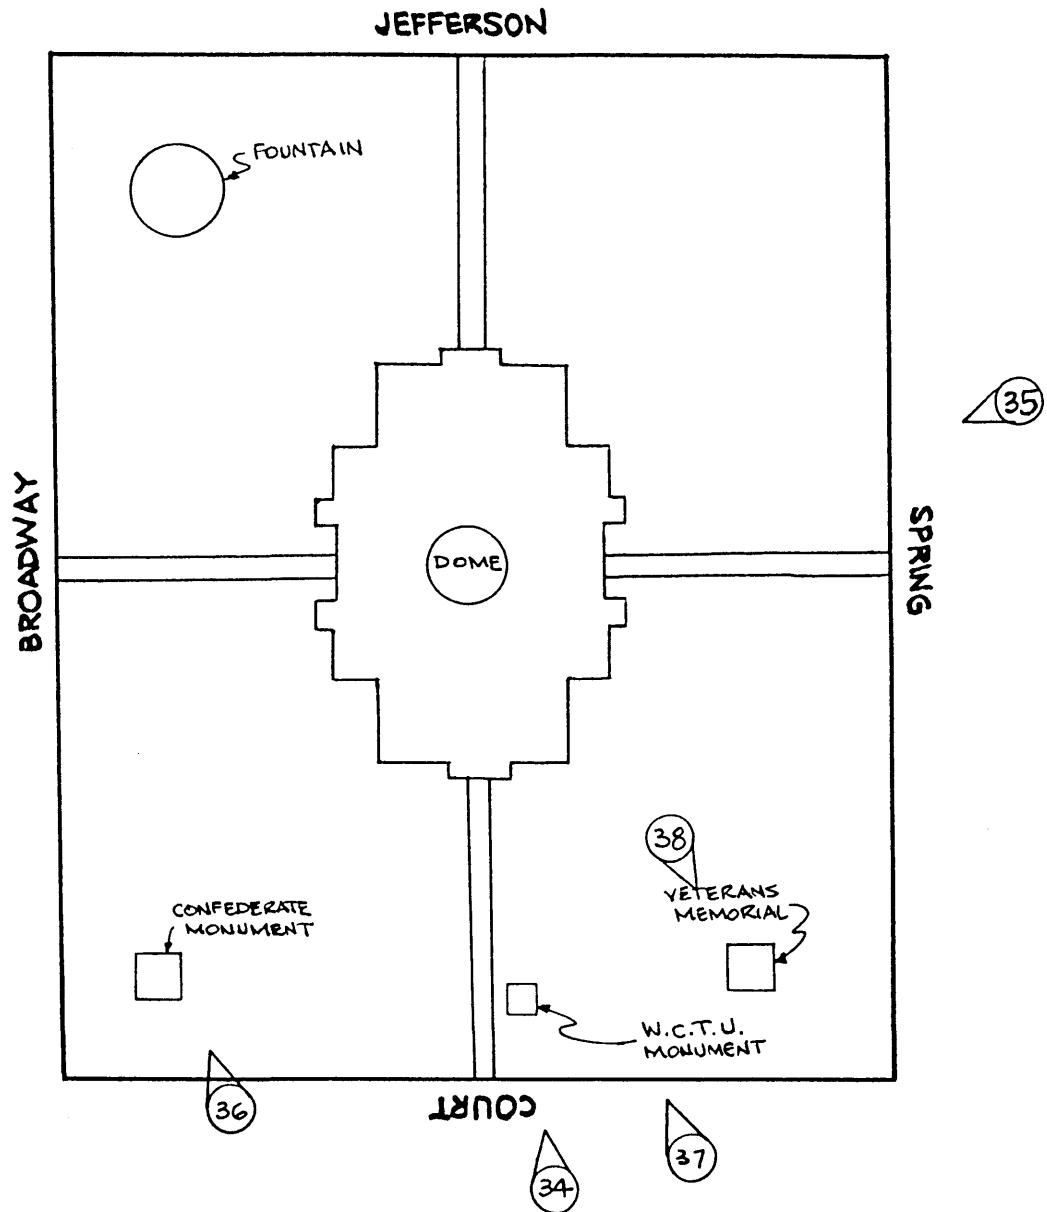 JEFFERSON
FOUNTAIN
35
BROADWAY
DOME
SPRING
38
VETERANS
MEMORIAL
CONFEDERATE
MONUMENT
W.C.T.U.
MONUMENT
36
COURT
37
34